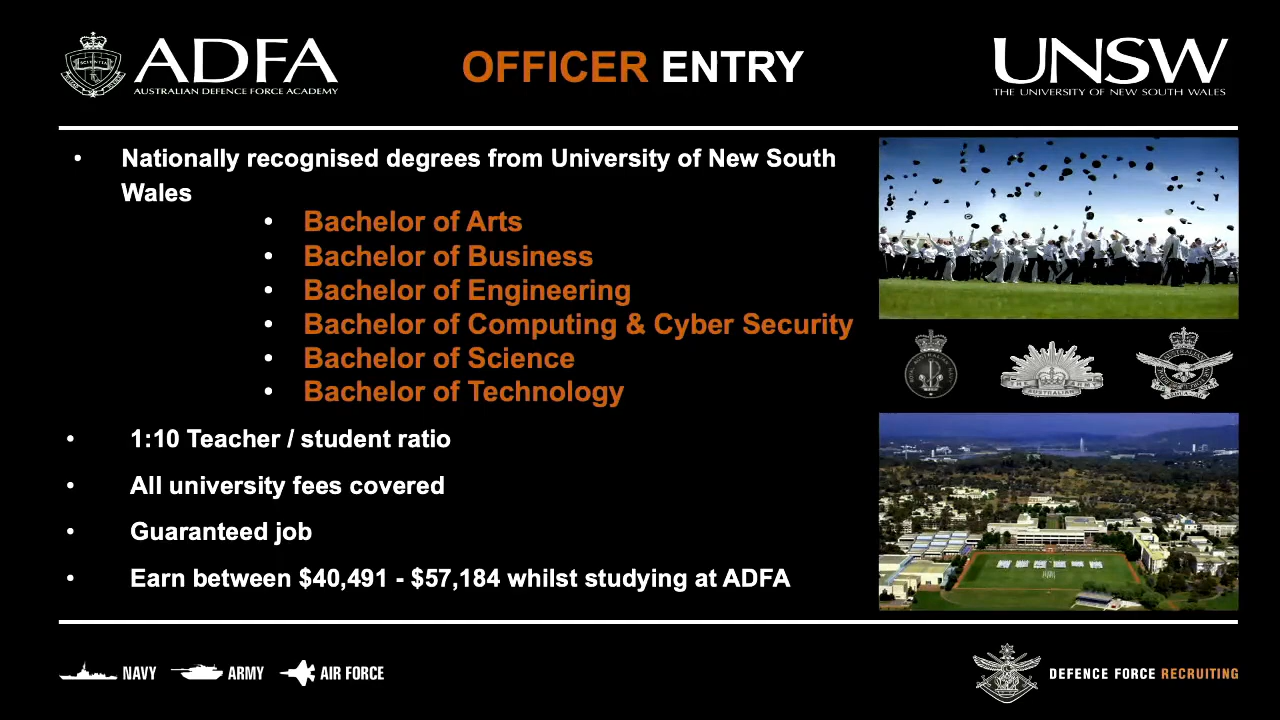 ADFA
AUSTRALIAN DEFENCE FORCE ACADEMY
OFFICER ENTRY
UNSW
THE UNIVERSITY OF NEW SOUTH WALES
• Nationally recognised degrees from University of New South
Wales
• Bachelor of Arts
• Bachelor of Business
• Bachelor of Engineering
• Bachelor of Computing & Cyber Security
• Bachelor of Science
• Bachelor of Technology
• 1:10 Teacher / student ratio
• All university fees covered
• Guaranteed job
• Earn between $40,491 - $57,184 whilst studying at ADFA
NAVY ARMY AIR FORCE
DEFENCE FORCE RECRUITING